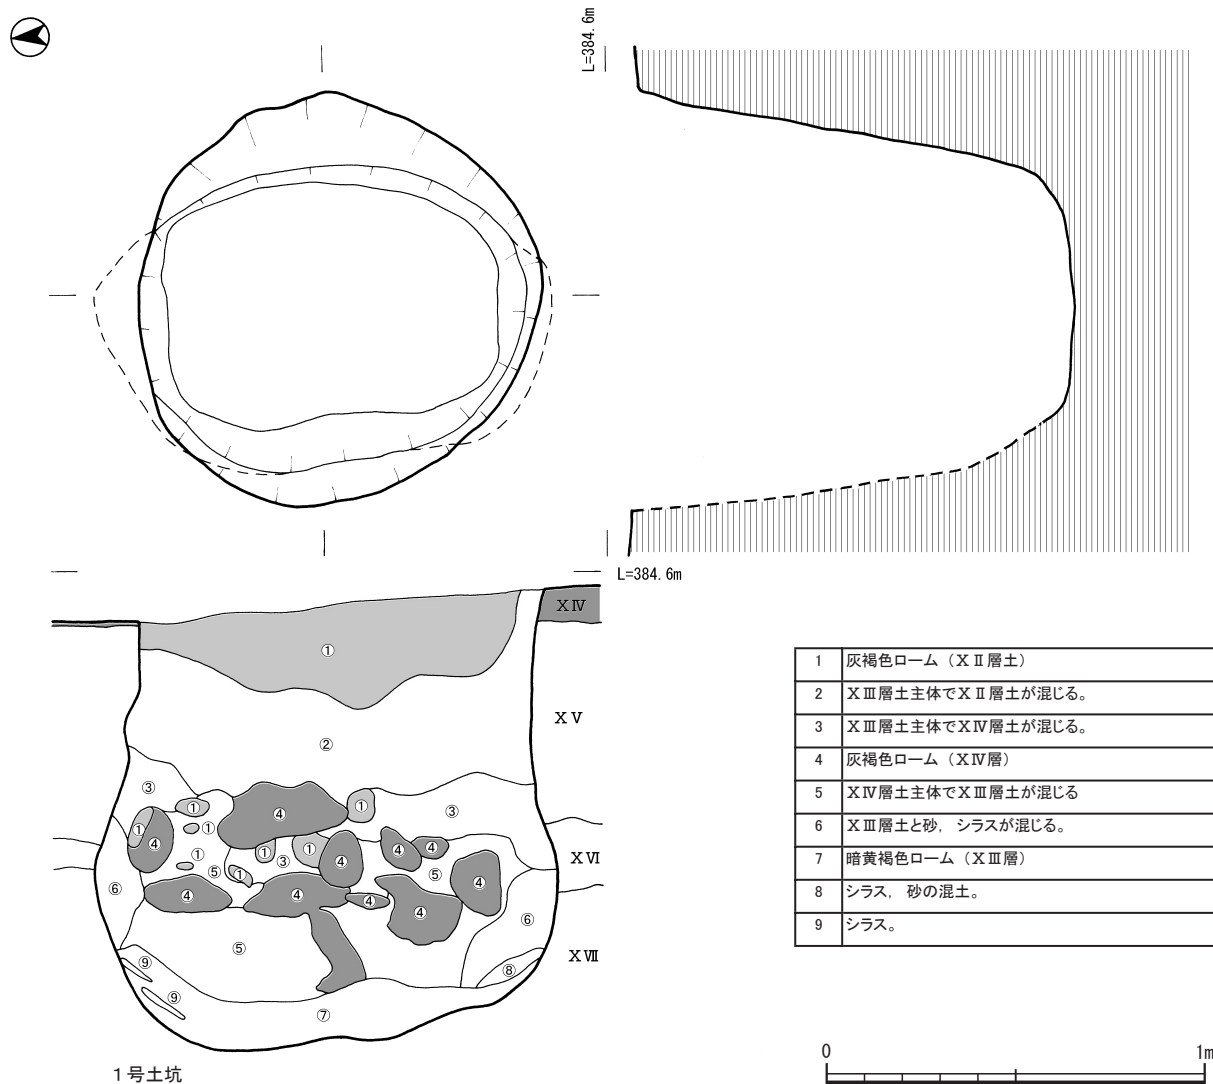 L=384.6m
L=384.6m
①
ⅩⅣ
ⅩⅤ
②
③
①
④
①
③
①
④
①
①
①
③
①
④
④
④
ⅩⅥ
①
⑤
①
⑤
④
⑥
④
④
④
④
⑥
⑤
ⅩⅦ
⑨
⑧
⑨
⑦
1号土坑
1 灰褐色ローム(ⅩⅡ層土)
2 ⅩⅢ層土主体でⅩⅡ層土が混じる。
3 ⅩⅢ層土主体でⅩⅣ層土が混じる。
4 灰褐色ローム(ⅩⅣ層)
5 ⅩⅣ層土主体でⅩⅢ層土が混じる
6 ⅩⅢ層土と砂,シラスが混じる。
7 暗黄褐色ローム(ⅩⅢ層)
8 シラス,砂の混土。
9 シラス。
0 1m